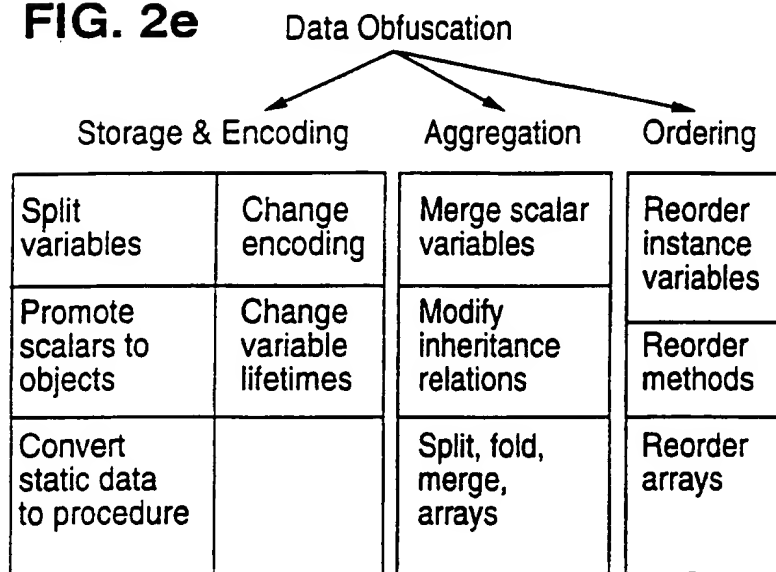 FIG. 2e
Data Obfuscation
Storage & Encoding
Aggregation
Ordering
Split
variables
Change
encoding
Merge scalar
variables
Reorder
instance
variables
Promote
scalars to
objects
Change
variable
lifetimes
Modify
inheritance
relations
Reorder
methods
Convert
static data
to procedure
Split, fold,
merge,
arrays
Reorder
arrays